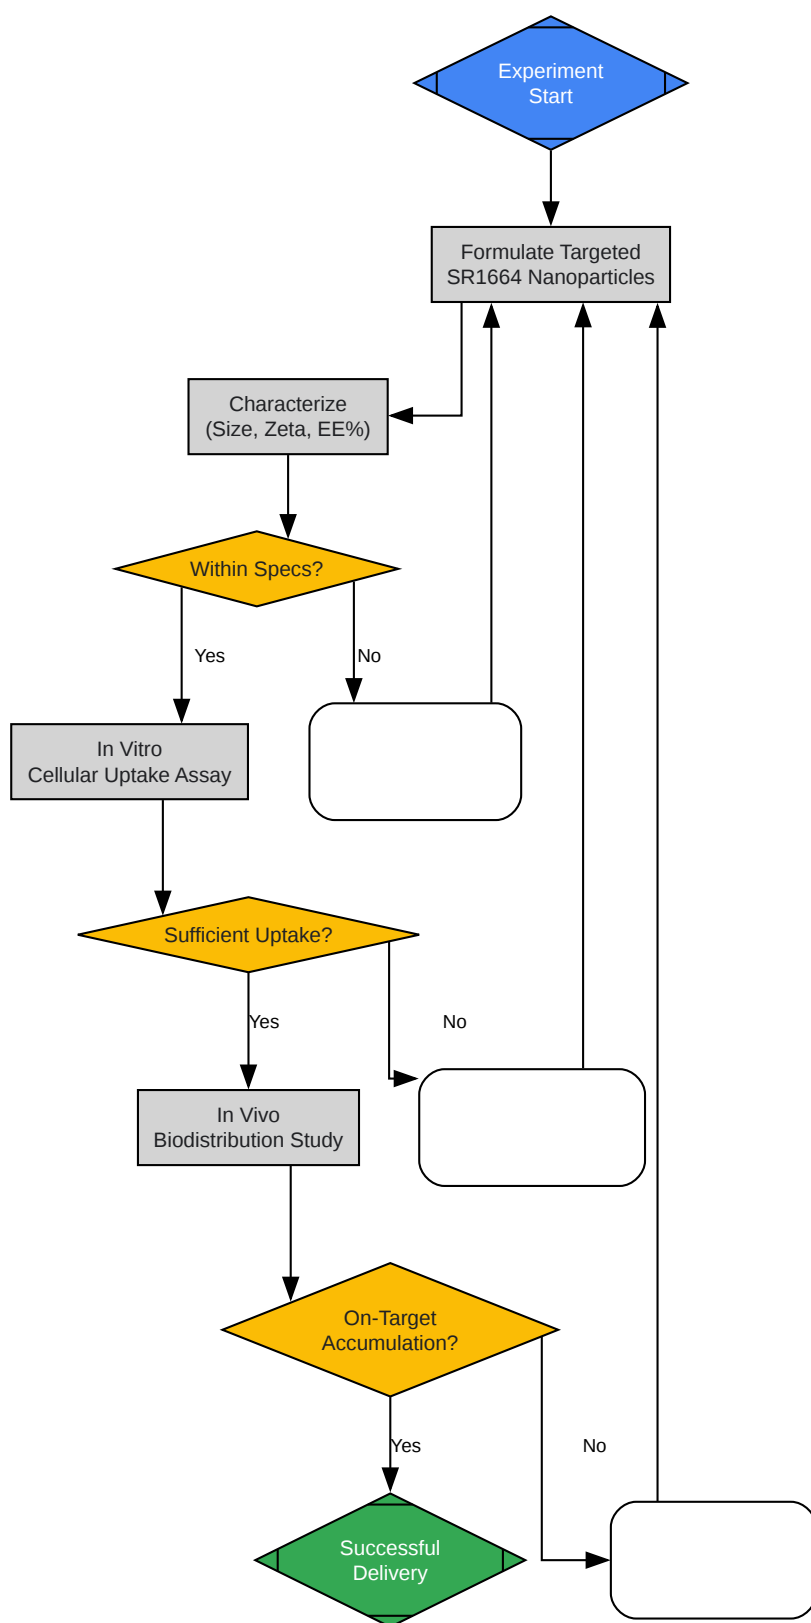 Experiment
Start
Formulate Targeted
SR1664 Nanoparticles
Characterize
(Size, Zeta, EE%)
Within Specs?
Yes
No
In Vitro
Cellular Uptake Assay
Sufficient Uptake?
Yes
No
In Vivo
Biodistribution Study
On-Target
Accumulation?
Yes
No
Successful
Delivery